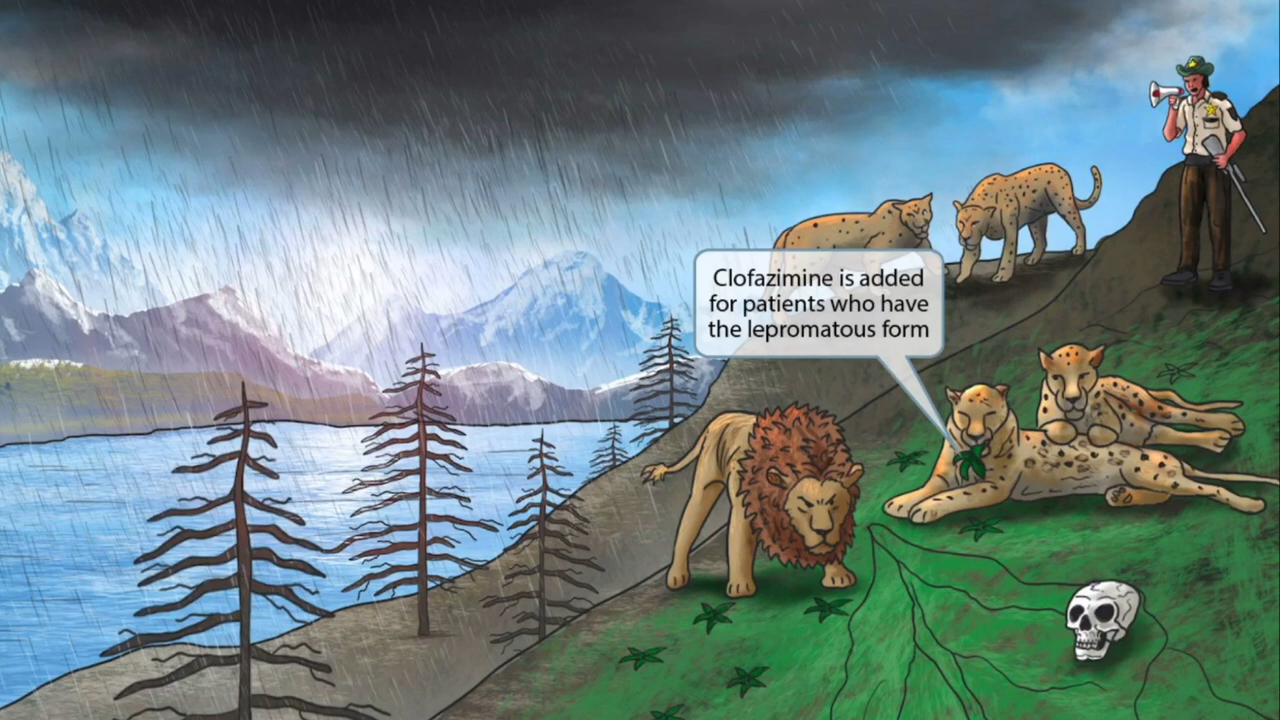 Clofazimine is added
for patients who have
the lepromatous form